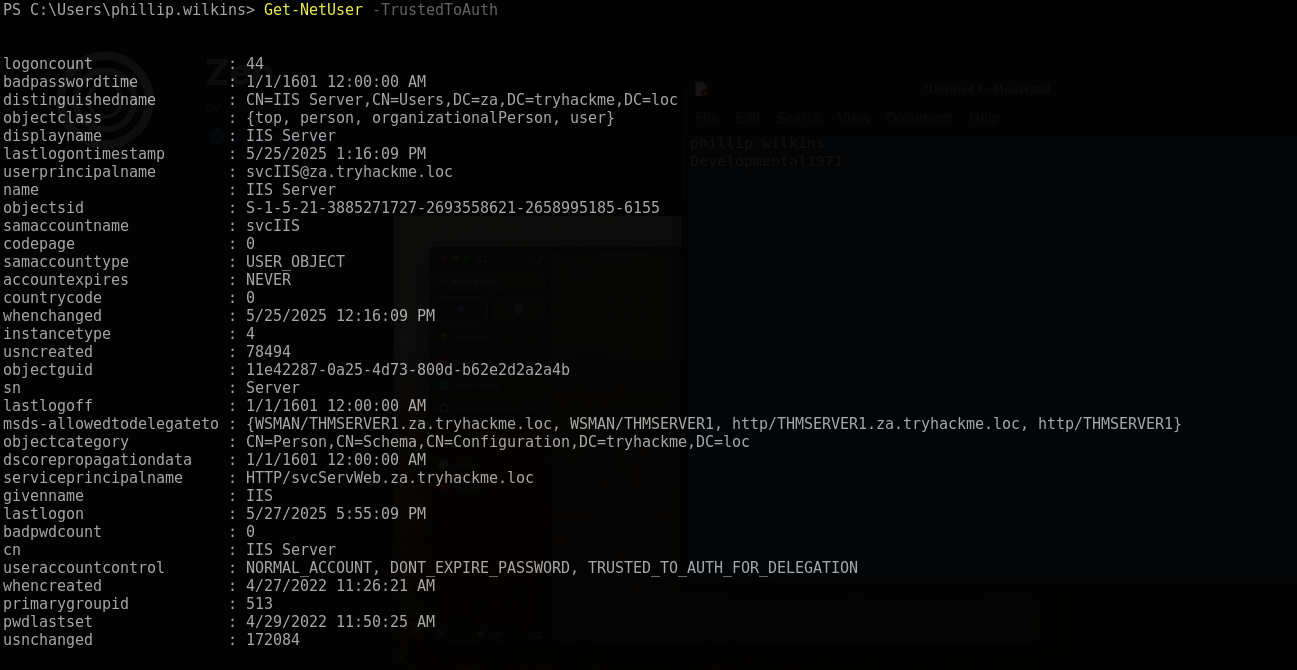 PS C:\Users\phillip.wilkins> Get-NetUser -TrustedToAuth
logoncount : 44
badpasswordtime : 1/1/1601 12:00:00 AM
distinguishedname : CN=IIS Server,CN=Users,DC=za,DC=tryhackme,DC=loc
objectclass : {top, person, organizationalPerson, user}
displayname : IIS Server
lastlogontimestamp : 5/25/2025 1:16:09 PM
userprincipalname : svcIIS@za.tryhackme.loc
name : IIS Server
objectsid : S-1-5-21-3885271727-2693558621-2658995185-6155
samaccountname : svcIIS
codepage : 0
samaccounttype : USER_OBJECT
accountexpires : NEVER
countrycode : 0
whenchanged : 5/25/2025 12:16:09 PM
instancetype : 4
usncreated : 78494
objectguid : 11e42287-0a25-4d73-800d-b62e2d2a2a4b
sn : Server
lastlogoff : 1/1/1601 12:00:00 AM
msds-allowedtodelegateto : {WSMAN/THMSERVER1.za.tryhackme.loc, WSMAN/THMSERVER1, http/THMSERVER1.za.tryhackme.loc, http/THMSERVER1}
objectcategory : CN=Person,CN=Schema,CN=Configuration,DC=tryhackme,DC=loc
dscorepropagationdata : 1/1/1601 12:00:00 AM
serviceprincipalname : HTTP/svcServWeb.za.tryhackme.loc
givenname : IIS
lastlogon : 5/27/2025 5:55:09 PM
badpwdcount : 0
cn : IIS Server
useraccountcontrol : NORMAL_ACCOUNT, DONT_EXPIRE_PASSWORD, TRUSTED_TO_AUTH_FOR_DELEGATION
whencreated : 4/27/2022 11:26:21 AM
primarygroupid : 513
pwdlastset : 4/29/2022 11:50:25 AM
usnchanged : 172084
*Untitled 1 - Mousepad
File Edit Search View Document Help
phillip.wilkins
Developmental1971